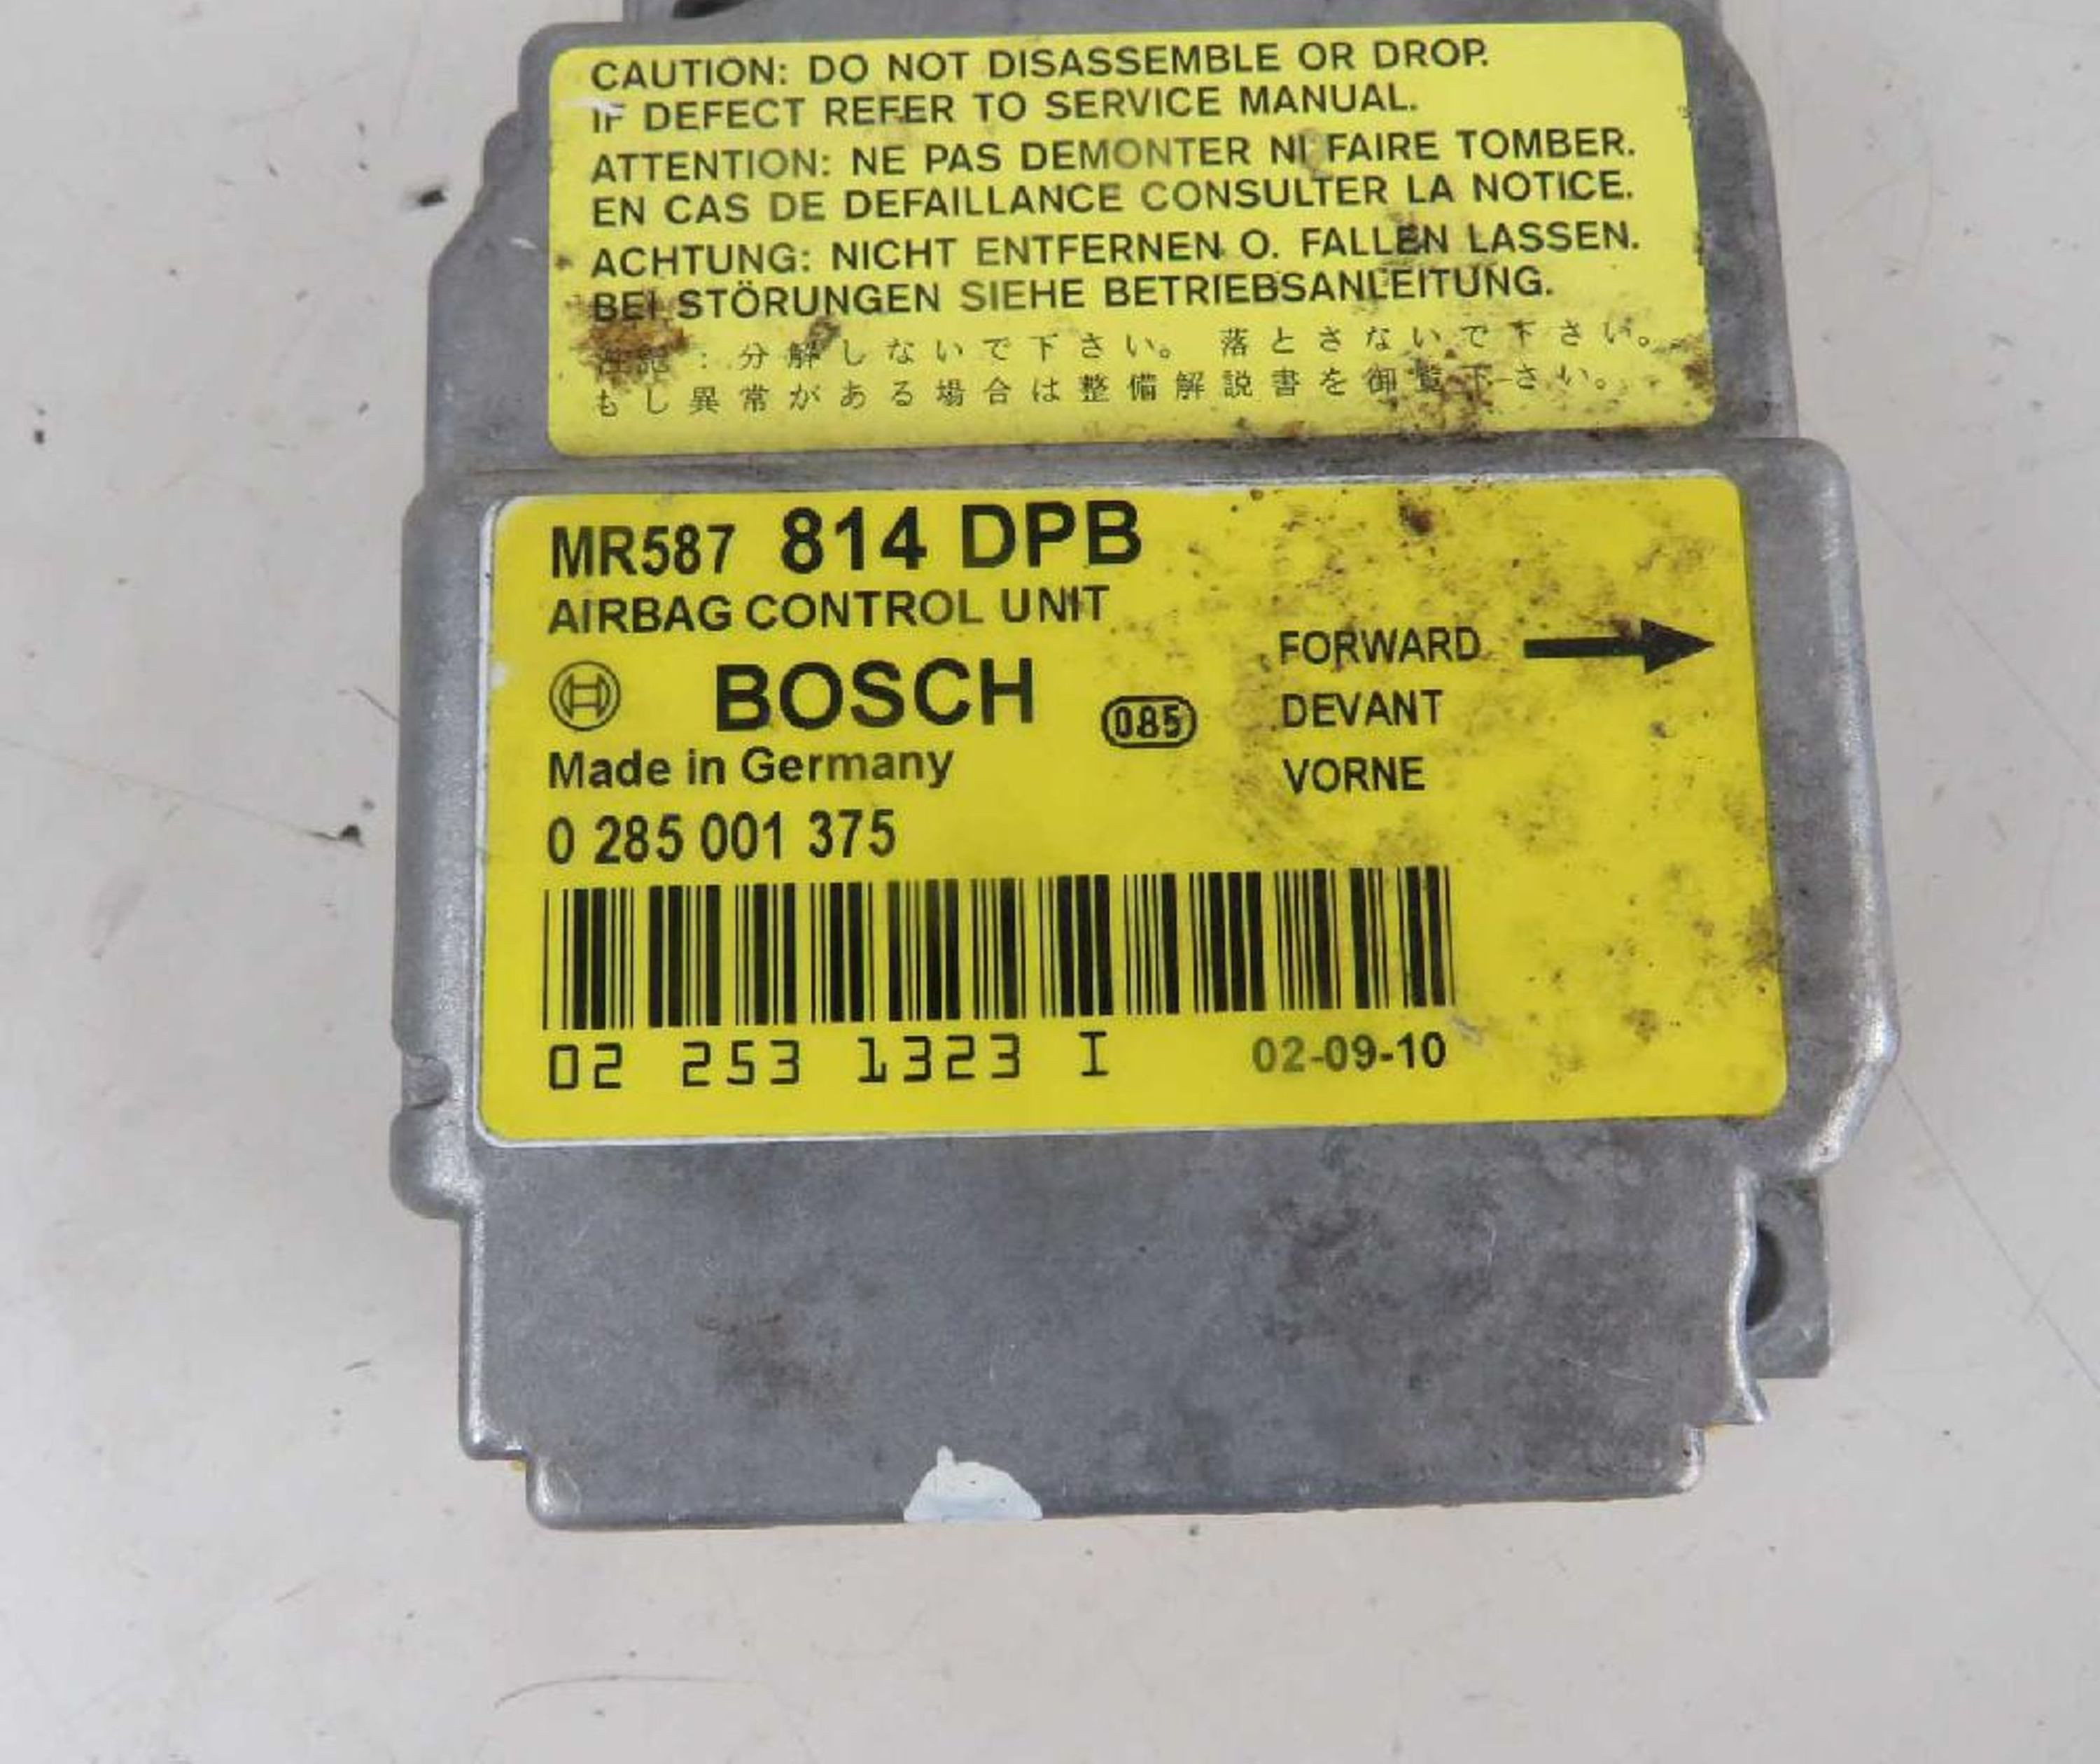 CAUTION: DO NOT DISASSEMBLE OR DROP.
IF DEFECT REFER TO SERVICE MANUAL.
ATTENTION: NE PAS DEMONTER NI FAIRE TOMBER.
EN CAS DE DEFAILLANCE CONSULTER LA NOTICE.
ACHTUNG: NICHT ENTFERNEN O. FALLEN LASSEN.
BEI STÖRUNGEN SIEHE BETRIEBSANLEITUNG.
: 分解しないで下さい。 落とさないで下さい。
もし異常がある場合は整備解説書を御覧下さい。
MR587 814 DPB
AIRBAG CONTROL UNIT
FORWARD
BOSCH
085
DEVANT
Made in Germany
VORNE
0 285 001 375
02 253 1323 I 02-09-10